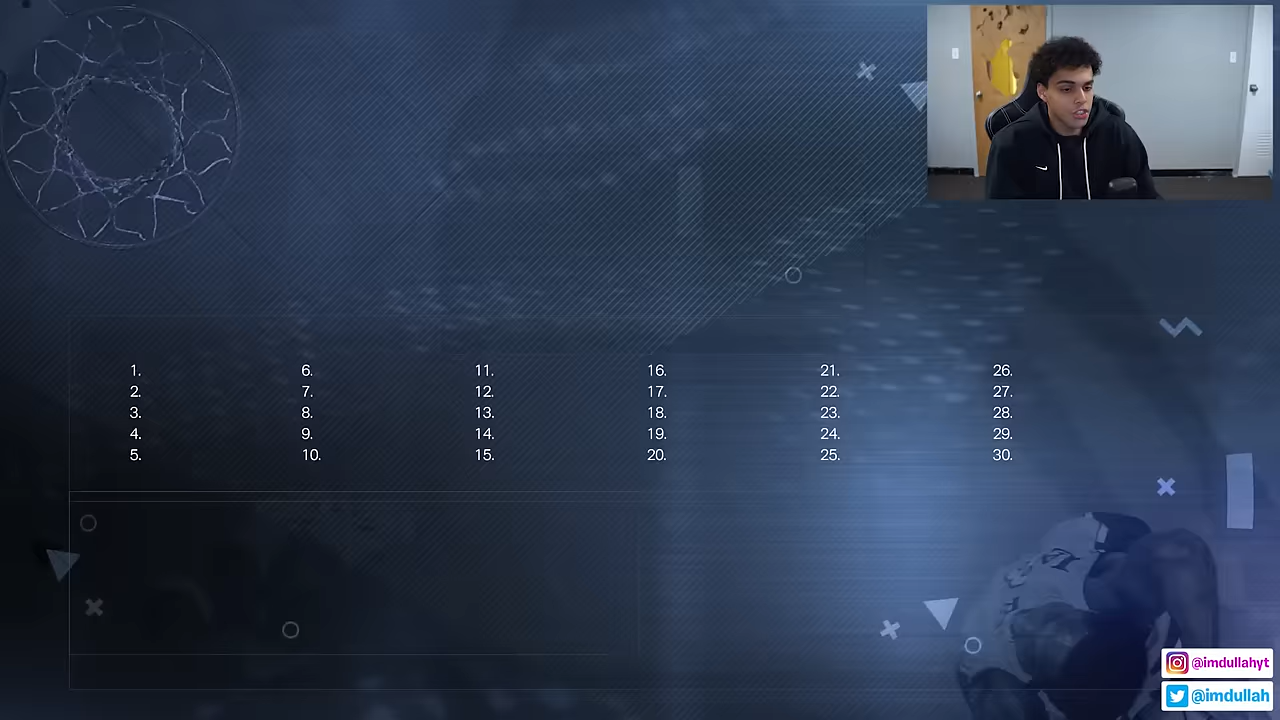 1. 6. 11. 16. 21. 26.
2. 7. 12. 17. 22. 27.
3. 8. 13. 18. 23. 28.
4. 9. 14. 19. 24. 29.
5. 10. 15. 20. 25. 30.
@imdullahyt
@imdullah